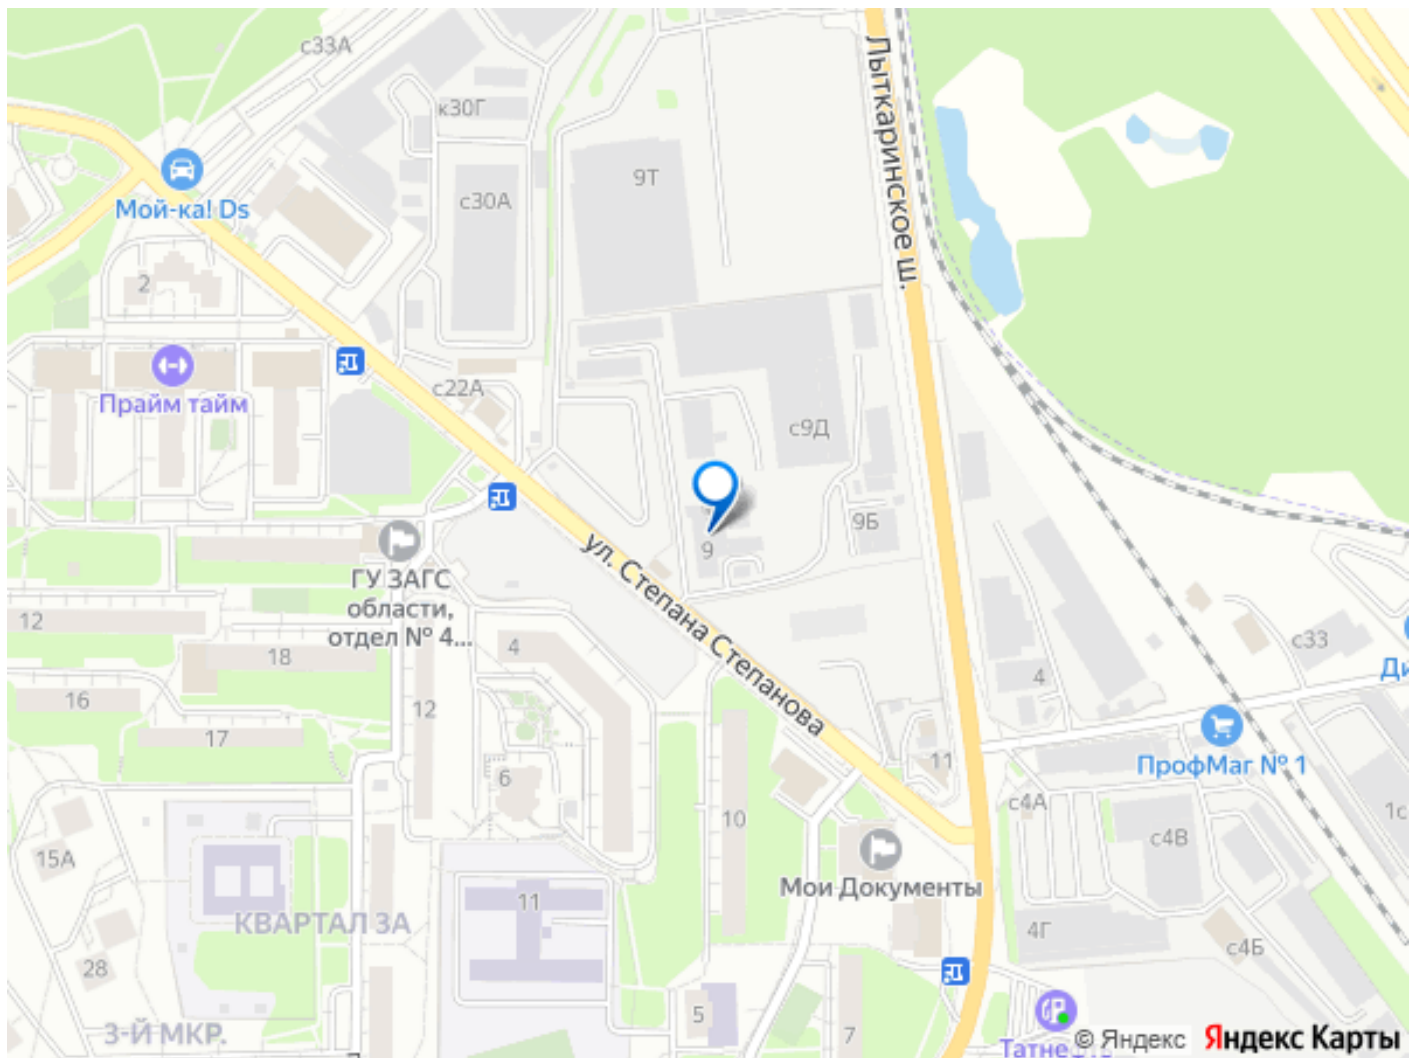 с33А
к30Г
Лыткаринское ш.
9Т
с30А
Мой-ка! Ds
2
Прайм тайм
с22А
с9Д
9Б
9
ул. Степана Степанова
ГУ ЗАГС
области,
отдел № 4...
12
18
4
16
12
17
4
с33
Ди
ПрофМаг № 1
11
6
10
с4А
1с
с4В
15А
Мои Документы
11
КВАРТАЛ 3А
4Г
с4Б
28
5
7
3-Й МКР.
© Яндекс
Яндекс Карты